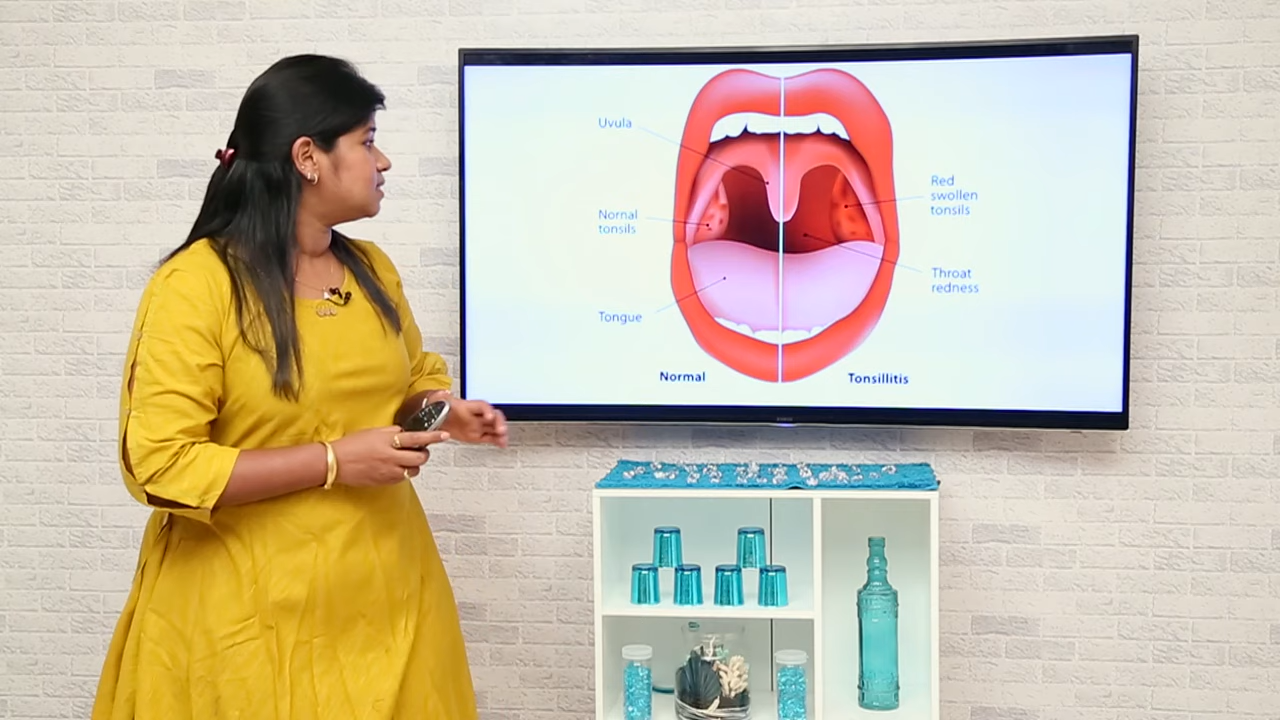 Uvula
Nornal
tonsils
Tongue
Red
swollen
tonsils
Throat
redness
Normal
Tonsillitis